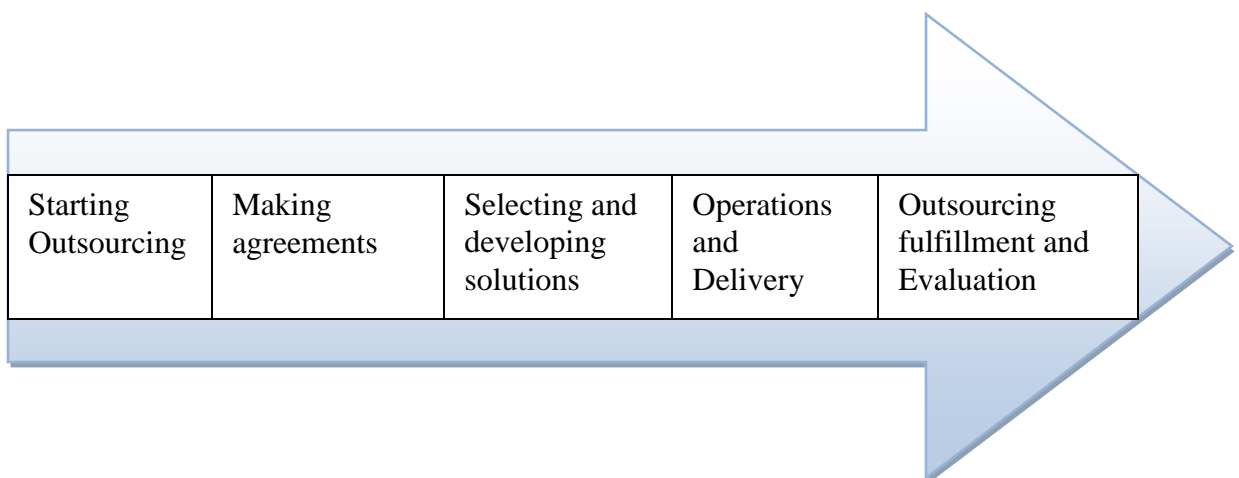 Starting
Outsourcing
Making
agreements
Selecting and
developing
solutions
Operations
and
Delivery
Outsourcing
fulfillment and
Evaluation